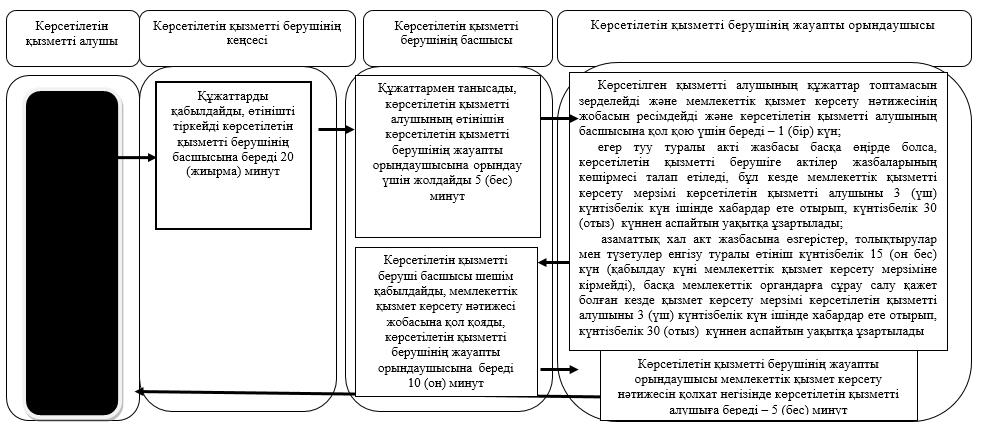 Көрсетілетін
қызметті алушы
Көрсетілетін қызметті берушінің
кеңсесі
Көрсетілетін қызметті
берушінің басшысы
Көрсетілетін қызметті берушінің жауапты орындаушысы
Құжаттарды
қабылдайды, өтінішті
тіркейді көрсетілетін
қызметті берушінің
басшысына береді 20
(жиырма) минут
Құжаттармен танысады,
көрсетілетін қызметті
алушының өтінішін
көрсетілетін қызметті
берушінің жауапты
орындаушысына орындау
үшін жолдайды 5 (бес)
минут
Көрсетілетін қызметті
беруші басшысы шешім
қабылдайды, мемлекеттік
қызмет көрсету нәтижесі
жобасына қол қояды,
көрсетілетін қызметті
берушінің жауапты
орындаушысына береді
10 (он) минут
Көрсетілген қызметті алушының құжаттар топтамасын
зерделейді және мемлекеттік қызмет көрсету нәтижесінің
жобасын ресімдейді және көрсетілетін қызметті алушының
басшысына қол қою үшін береді – 1 (бір) күн;
егер туу туралы акті жазбасы басқа өңірде болса,
көрсетілетін қызметті берушіге актілер жазбаларының
көшірмесі талап етіледі, бұл кезде мемлекеттік қызметті
көрсету мерзімі көрсетілетін қызметті алушыны 3 (үш)
күнтізбелік күн ішінде хабардар ете отырып, күнтізбелік 30
(отыз) күннен аспайтын уақытқа ұзартылады;
азаматтық хал акт жазбасына өзгерістер, толықтырулар
мен түзетулер енгізу туралы өтініш күнтізбелік 15 (он бес)
күн (қабылдау күні мемлекеттік қызмет көрсету мерзіміне
кірмейді), басқа мемлекеттік органдарға сұрау салу қажет
болған кезде қызмет көрсету мерзімі көрсетілетін қызметті
алушыны 3 (үш) күнтізбелік күн ішінде хабардар ете отырып,
күнтізбелік 30 (отыз) күннен аспайтын уақытқа ұзартылады
Көрсетілетін қызметті берушінің жауапты
орындаушысы мемлекеттік қызмет көрсету
нәтижесін қолхат негізінде көрсетілетін қызметті
алушыға береді – 5 (бес) минут